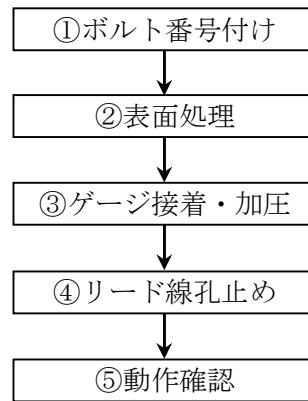 ①ボルト番号付け
②表面処理
③ゲージ接着・加圧
④リード線孔止め
⑤動作確認